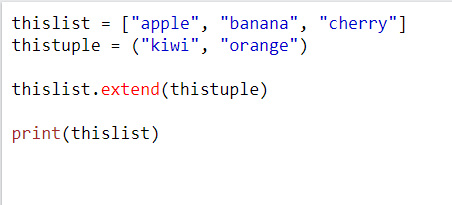 thislist = ["apple", "banana", "cherry"]
thistuple = ("kiwi", "orange")
thislist.extend(thistuple)
print(thislist)